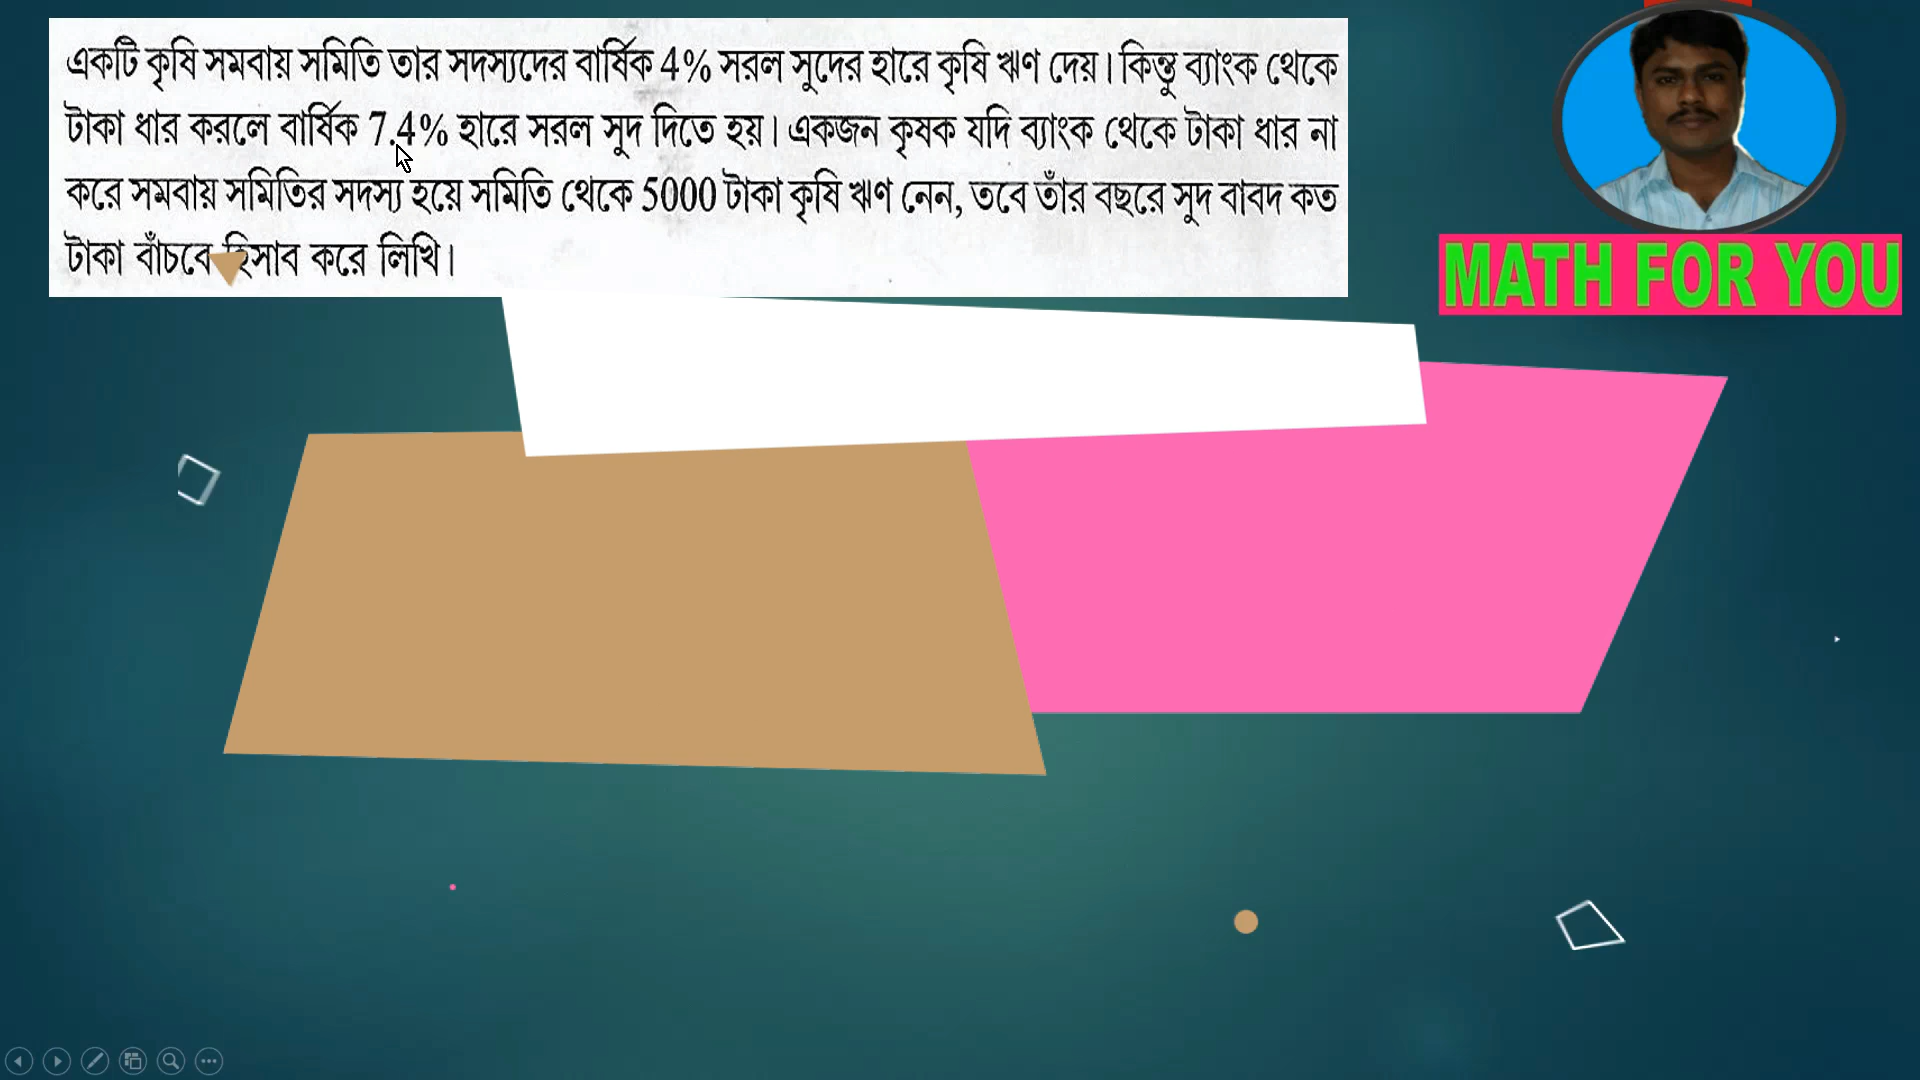 একটি কৃষি সমবায় সমিতি তার সদস্যদের বার্ষিক 4% সরল সুদের হারে কৃষি ঋণ দেয়। কিন্তু ব্যাংক থেকে
টাকা ধার করলে বার্ষিক 7.4% হারে সরল সুদ দিতে হয়। একজন কৃষক যদি ব্যাংক থেকে টাকা ধার না
করে সমবায় সমিতির সদস্য হয়ে সমিতি থেকে 5000 টাকা কৃষি ঋণ নেন, তবে তাঁর বছরে সুদ বাবদ কত
টাকা বাঁচবে হিসাব করে লিখি।
MATH FOR YOU